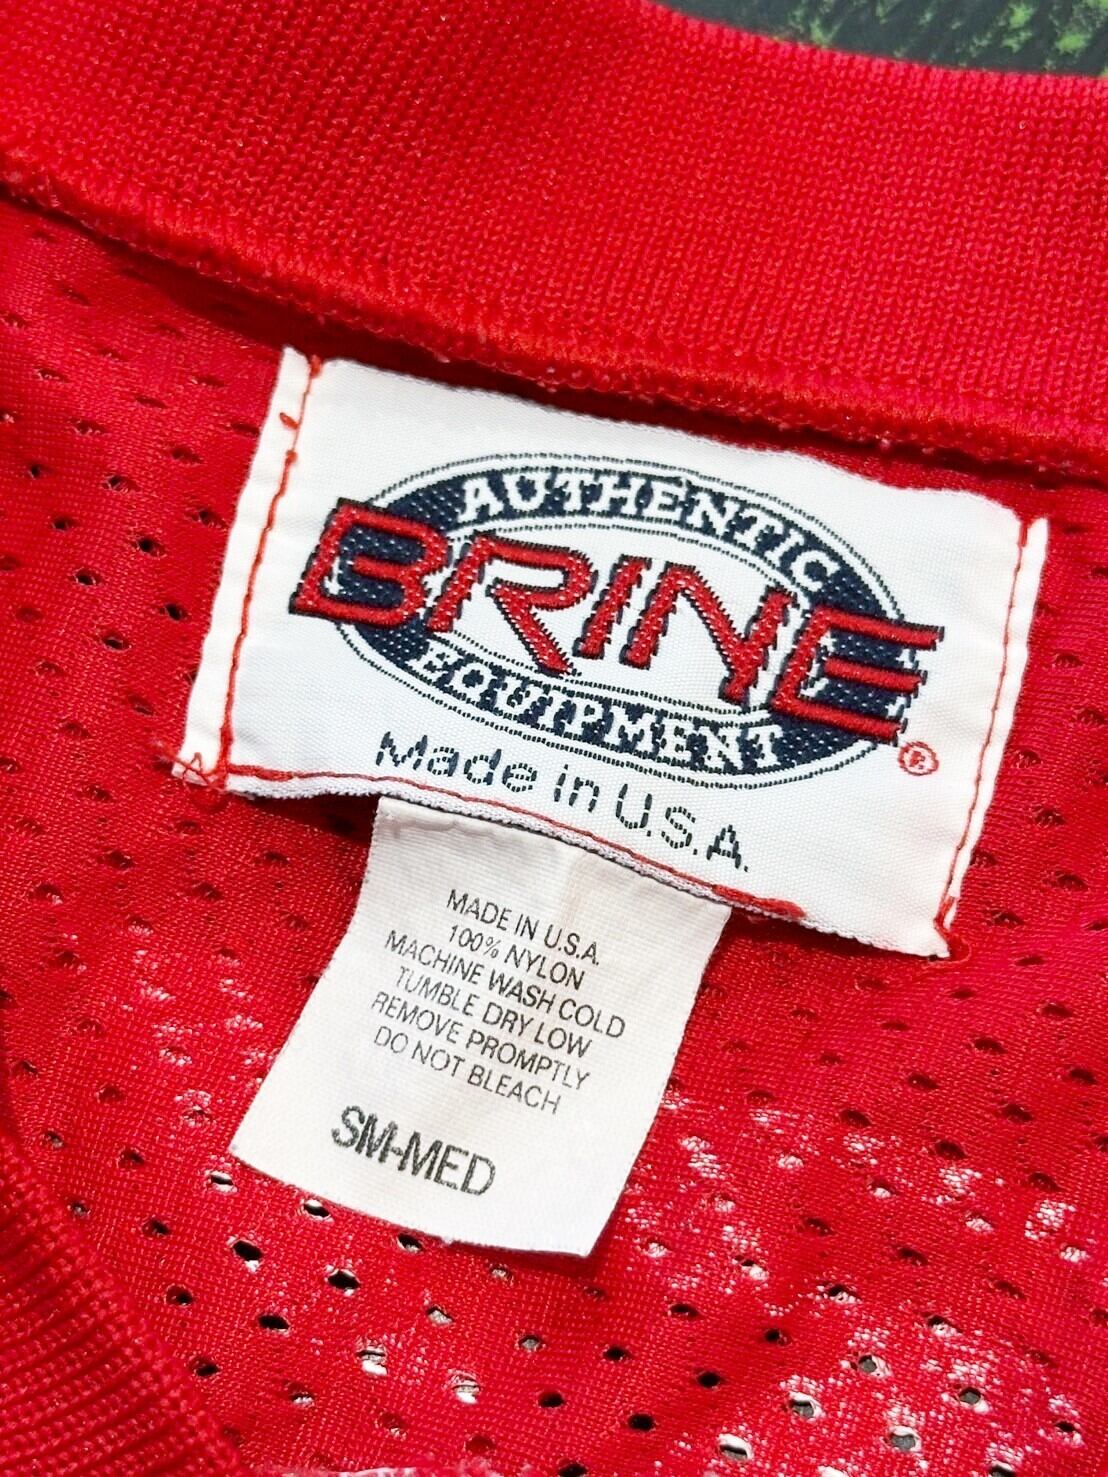 AUTHENTIC
BRINE
EQUIPMENT
®
Made in U.S.A.
MADE IN U.S.A.
100% NYLON
MACHINE WASH COLD
TUMBLE DRY LOW
REMOVE PROMPTLY
DO NOT BLEACH
SM-MED